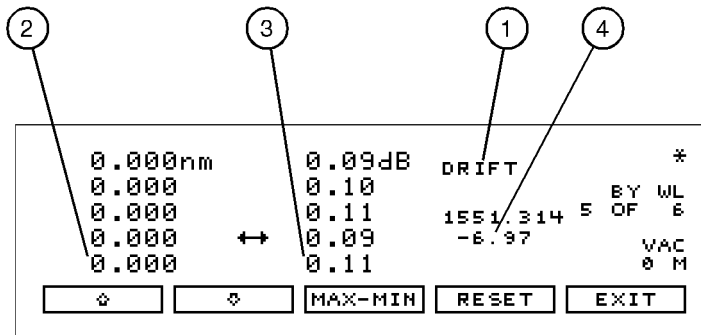 2 3 1 4
0.000nm 0.09dB DRIFT *
0.000 0.10 BY WL
0.000 0.11 1551.314 5 OF 6
0.000 ↔ 0.09 -6.97 VAC
0.000 0.11 0 M
MAX-MIN RESET EXIT